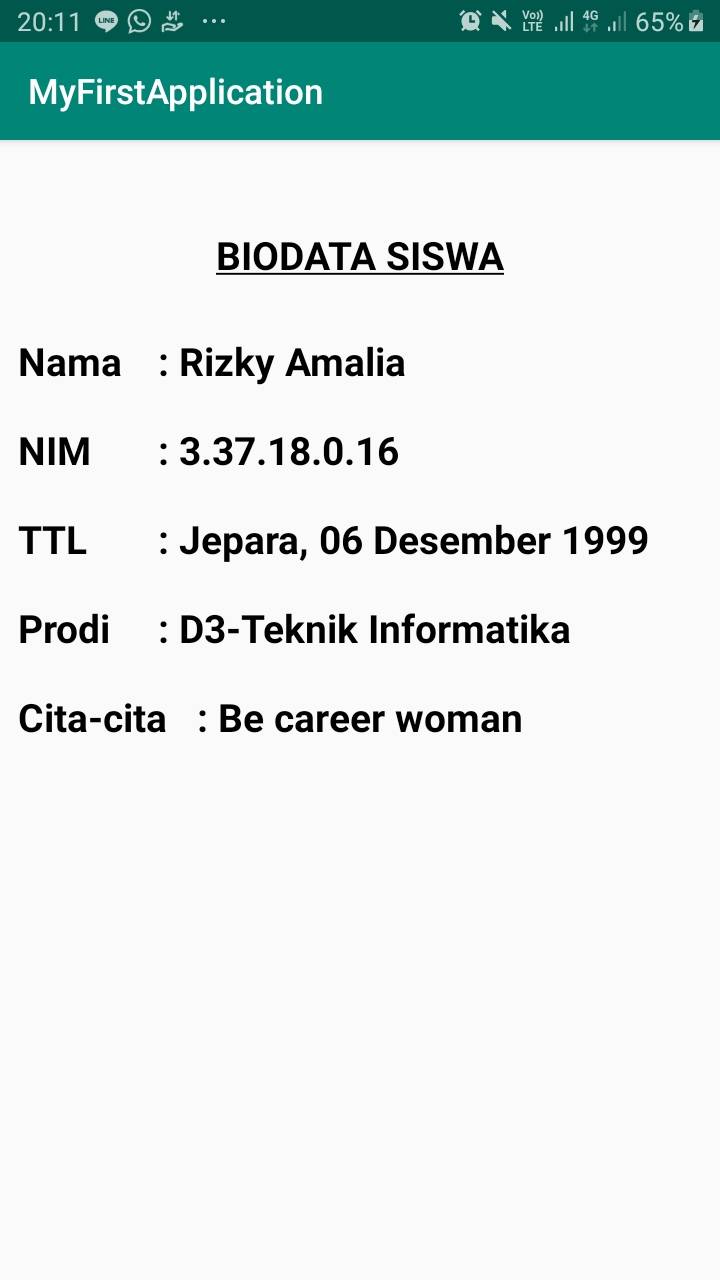 20:11 LINE Vo)) LTE 4G 65%
MyFirstApplication
BIODATA SISWA
Nama : Rizky Amalia
NIM : 3.37.18.0.16
TTL : Jepara, 06 Desember 1999
Prodi : D3-Teknik Informatika
Cita-cita : Be career woman